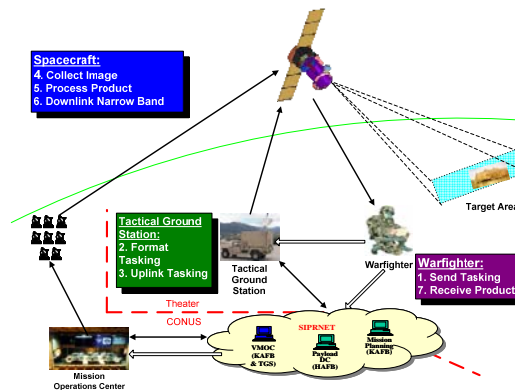 Spacecraft:
4. Collect Image
5. Process Product
6. Downlink Narrow Band
Target Area
Tactical Ground
Station:
2. Format
Tasking
3. Uplink Tasking
Tactical
Ground
Station
Warfighter
Warfighter:
1. Send Tasking
7. Receive Product
Theater
CONUS
SIPRNET
VMOC
(KAFB
& TGS)
Payload
DC
(HAFB)
Mission
Planning
(KAFB)
Mission
Operations Center